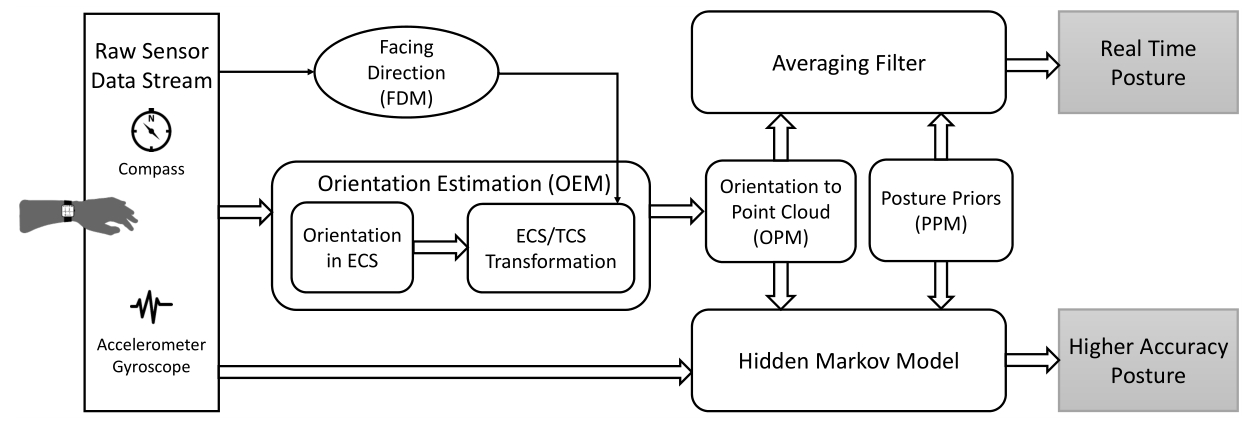 Raw Sensor
Data Stream
N
Compass
Accelerometer
Gyroscope
Facing
Direction
(FDM)
Orientation Estimation (OEM)
Orientation
in ECS
ECS/TCS
Transformation
Averaging Filter
Orientation to
Point Cloud
(OPM)
Posture Priors
(PPM)
Hidden Markov Model
Real Time
Posture
Higher Accuracy
Posture